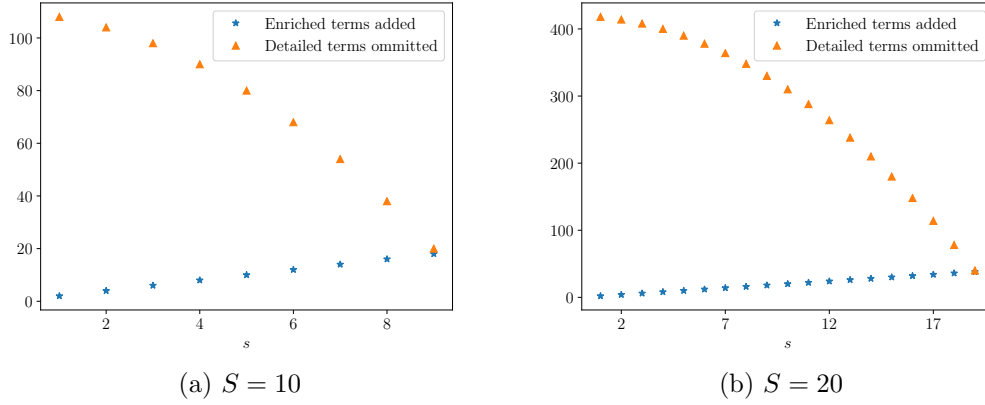 Enriched terms added
Detailed terms ommitted
100
80
60
40
20
0
2
4
6
8
s
(a) S = 10
Enriched terms added
Detailed terms ommitted
400
300
200
100
0
2
7
12
17
s
(b) S = 20